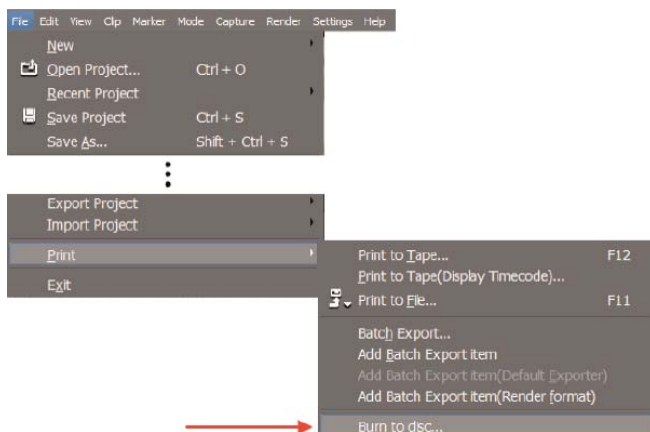 File Edit View Clip Marker Mode Capture Render Settings Help
New
Open Project... Ctrl + O
Recent Project
Save Project Ctrl + S
Save As... Shift + Ctrl + S
Export Project
Import Project
Print
Exit
Print to Tape... F12
Print to Tape(Display Timecode)...
Print to File... F11
Batch Export...
Add Batch Export item
Add Batch Export item(Default Exporter)
Add Batch Export item(Render format)
Burn to disc...